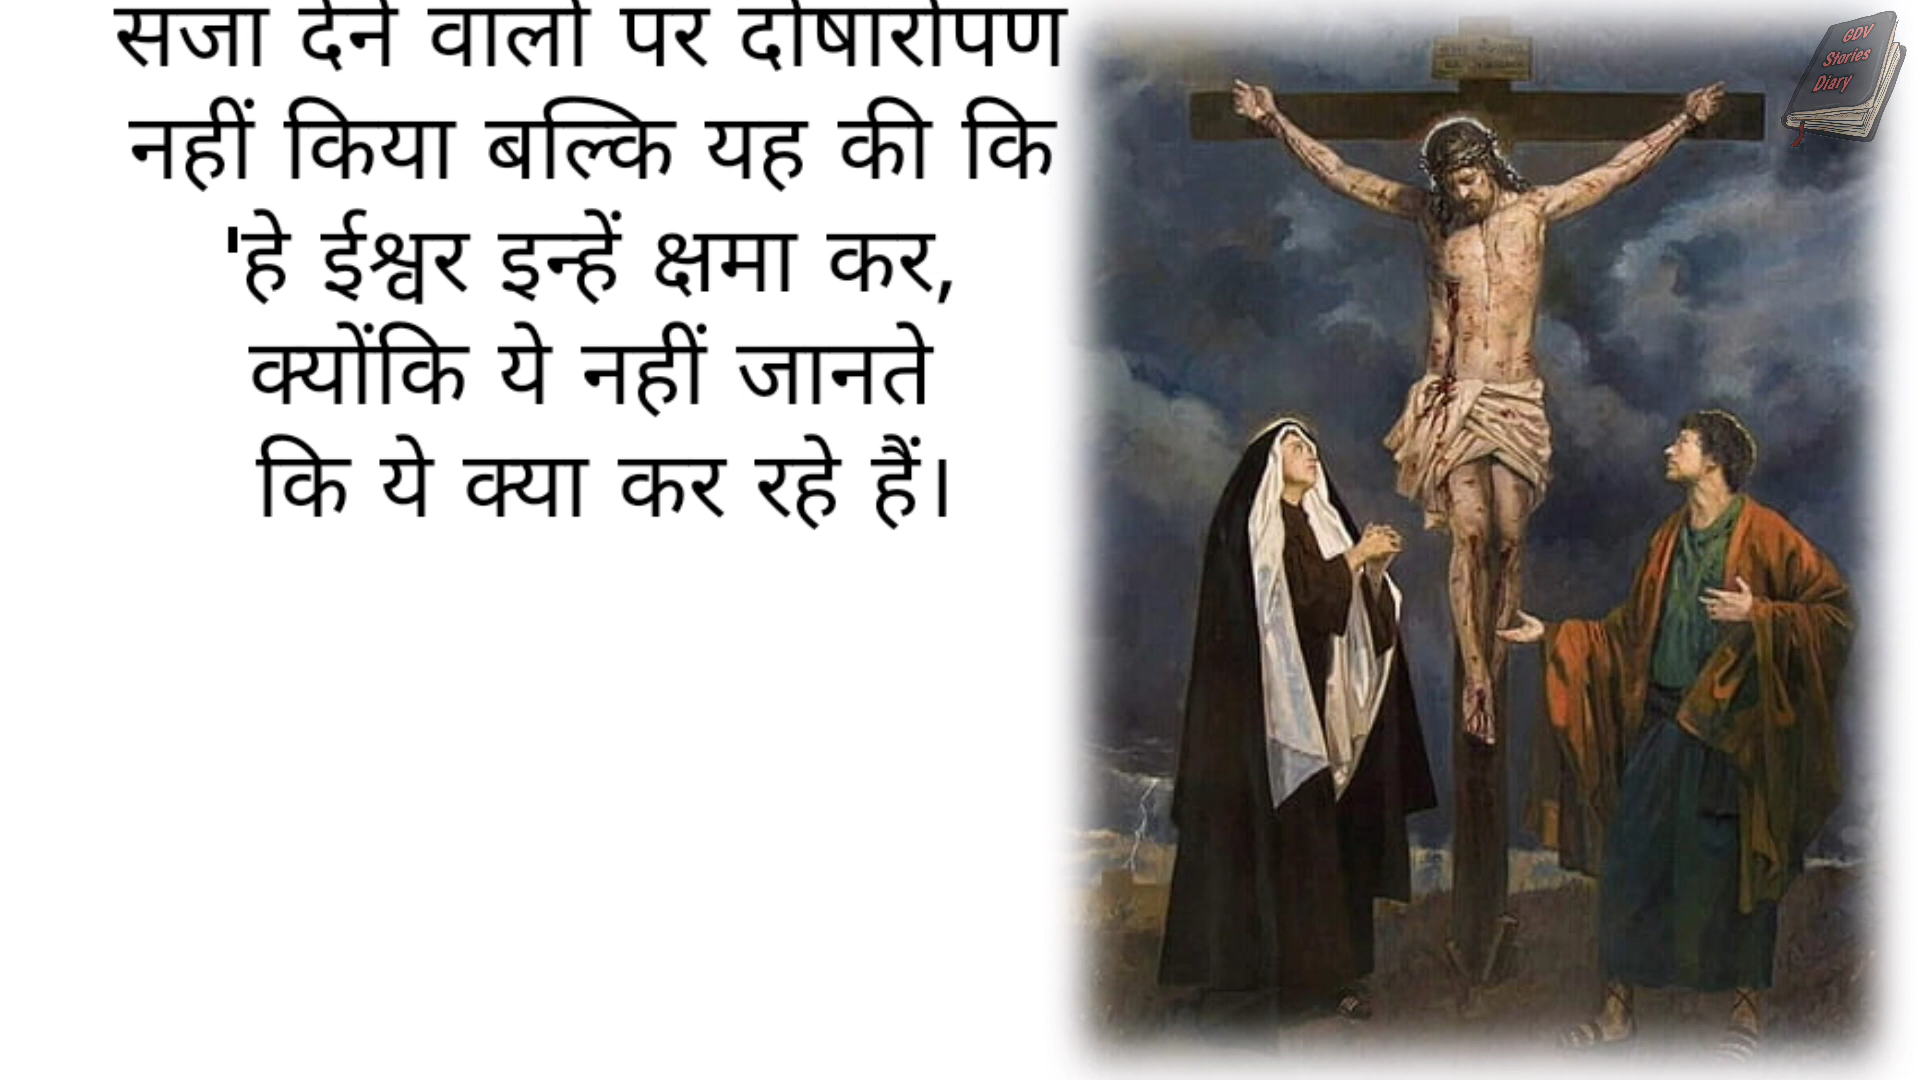 सजा देने वालों पर दोषारोपण
नहीं किया बल्कि यह की कि
'हे ईश्वर इन्हें क्षमा कर,
क्योंकि ये नहीं जानते
कि ये क्या कर रहे हैं।
GDV
Stories
Diary